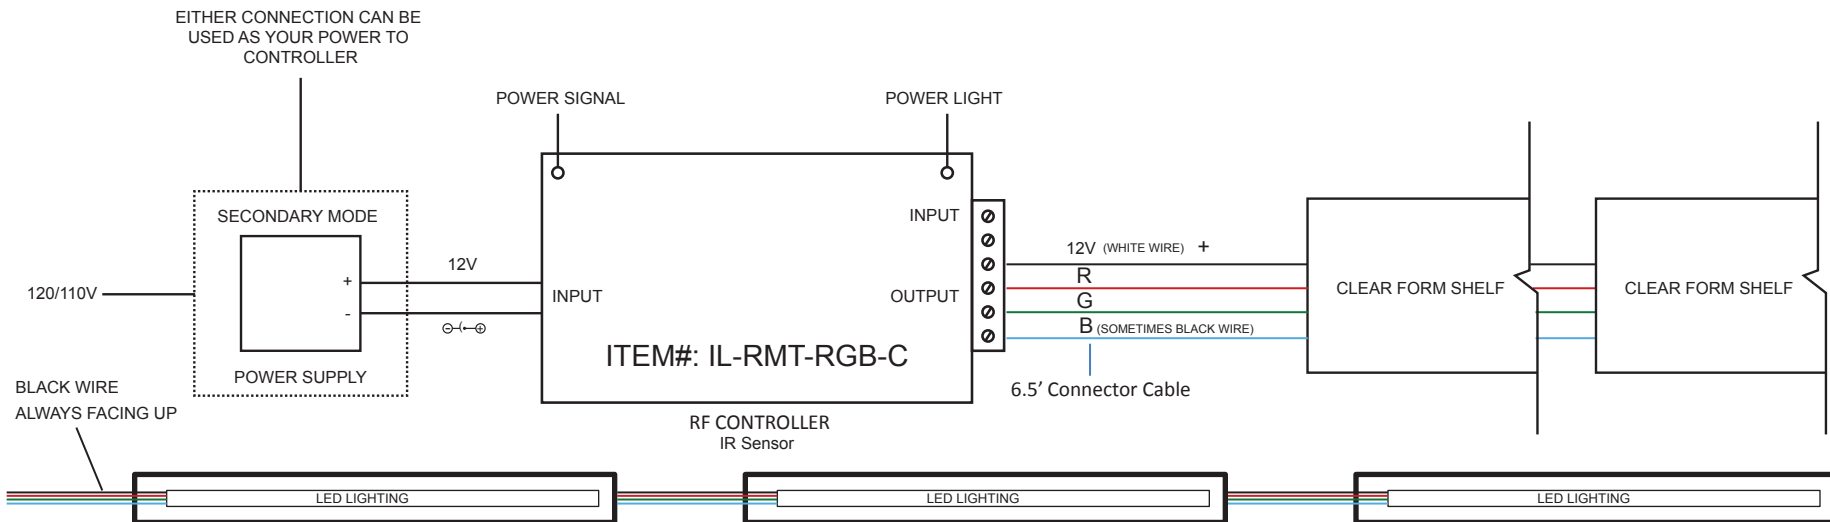 EITHER CONNECTION CAN BE
USED AS YOUR POWER TO
CONTROLLER
POWER SIGNAL
POWER LIGHT
SECONDARY MODE
INPUT
12V (WHITE WIRE) +
12V
+
R
120/110V
INPUT
OUTPUT
CLEAR FORM SHELF
CLEAR FORM SHELF
G
-
B (SOMETIMES BLACK WIRE)
ITEM#: IL-RMT-RGB-C
POWER SUPPLY
6.5’ Connector Cable
BLACK WIRE
ALWAYS FACING UP
RF CONTROLLER
IR Sensor
LED LIGHTING
LED LIGHTING
LED LIGHTING